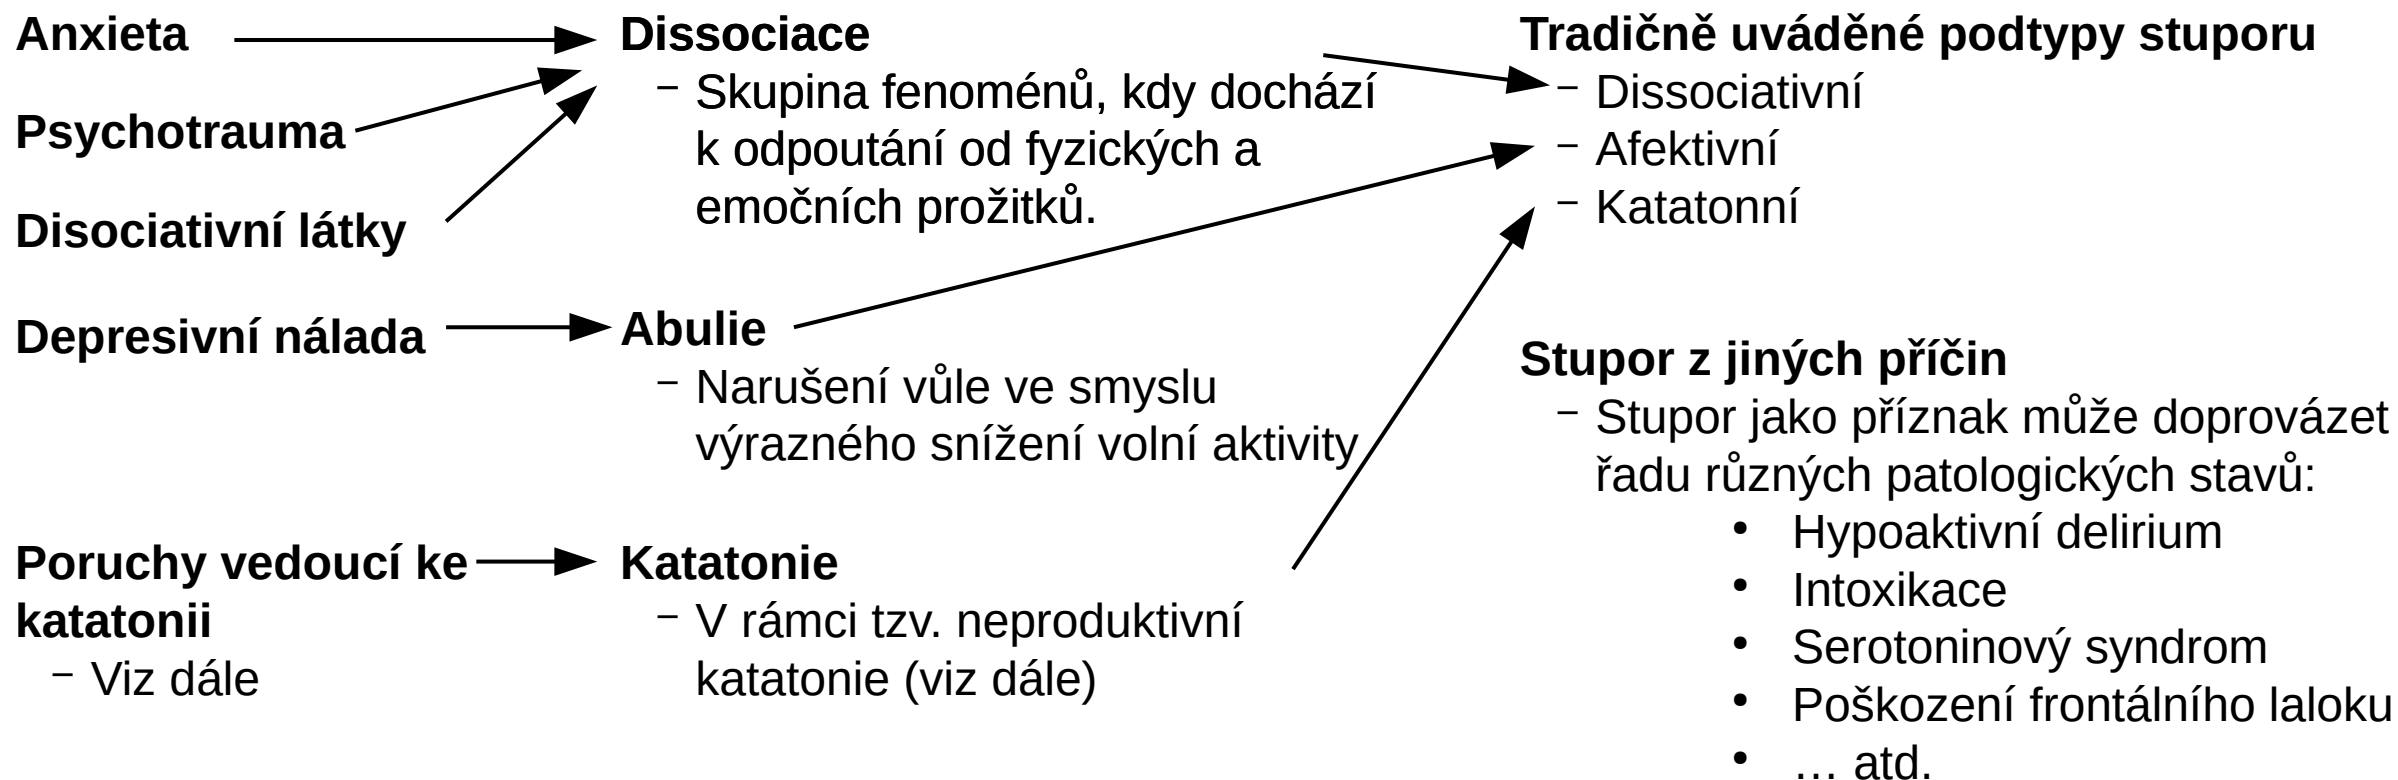 Anxieta
Psychotrauma
Disociativní látky
Depresivní nálada
Poruchy vedoucí ke
katatonii
– Viz dále
Dissociace
– Skupina fenoménů, kdy dochází
k odpoutání od fyzických a
emočních prožitků.
Abulie
– Narušení vůle ve smyslu
výrazného snížení volní aktivity
Katatonie
– V rámci tzv. neproduktivní
katatonie (viz dále)
Tradičně uváděné podtypy stuporu
– Dissociativní
– Afektivní
– Katatonní
Stupor z jiných příčin
– Stupor jako příznak může doprovázet
řadu různých patologických stavů:
• Hypoaktivní delirium
• Intoxikace
• Serotoninový syndrom
• Poškození frontálního laloku
• … atd.